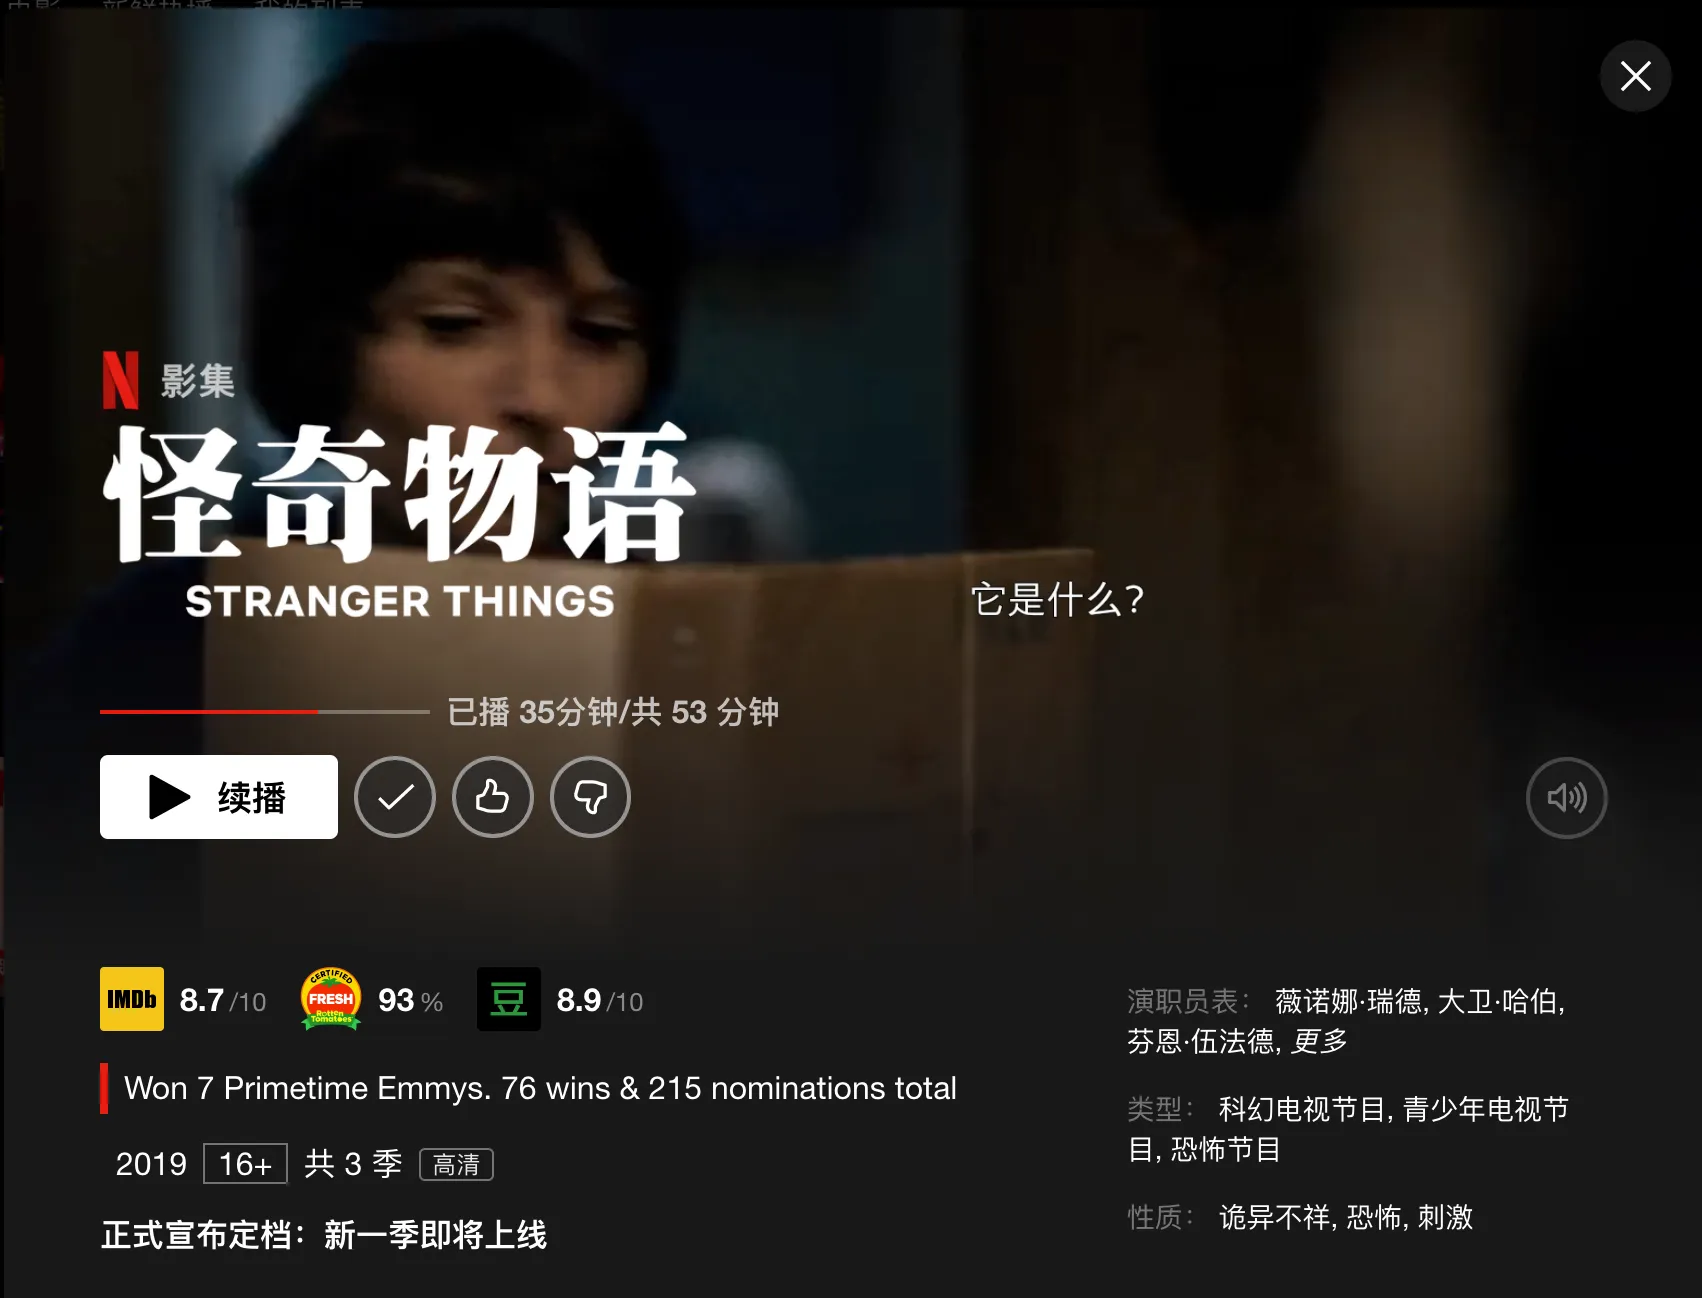 N 影集
怪奇物语
STRANGER THINGS
它是什么?
已播 35分钟/共 53 分钟
续播
IMDb 8.7/10 CERTIFIED FRESH Rotten Tomatoes 93% 豆 8.9/10
Won 7 Primetime Emmys. 76 wins & 215 nominations total
2019 16+ 共 3 季 高清
正式宣布定档：新一季即将上线
演职员表： 薇诺娜·瑞德, 大卫·哈伯,
芬恩·伍法德, 更多
类型： 科幻电视节目, 青少年电视节
目, 恐怖节目
性质： 诡异不祥, 恐怖, 刺激